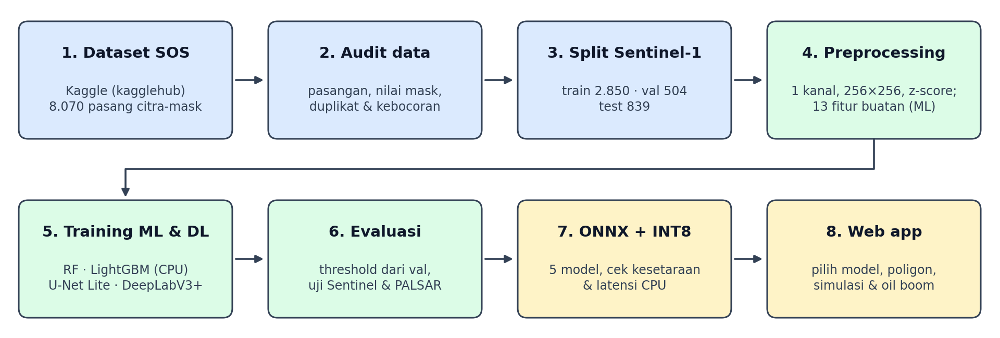 1. Dataset SOS
Kaggle (kagglehub)
8.070 pasang citra-mask
2. Audit data
pasangan, nilai mask,
duplikat & kebocoran
3. Split Sentinel-1
train 2.850 · val 504
test 839
4. Preprocessing
1 kanal, 256×256, z-score;
13 fitur buatan (ML)
5. Training ML & DL
RF · LightGBM (CPU)
U-Net Lite · DeepLabV3+
6. Evaluasi
threshold dari val,
uji Sentinel & PALSAR
7. ONNX + INT8
5 model, cek kesetaraan
& latensi CPU
8. Web app
pilih model, poligon,
simulasi & oil boom